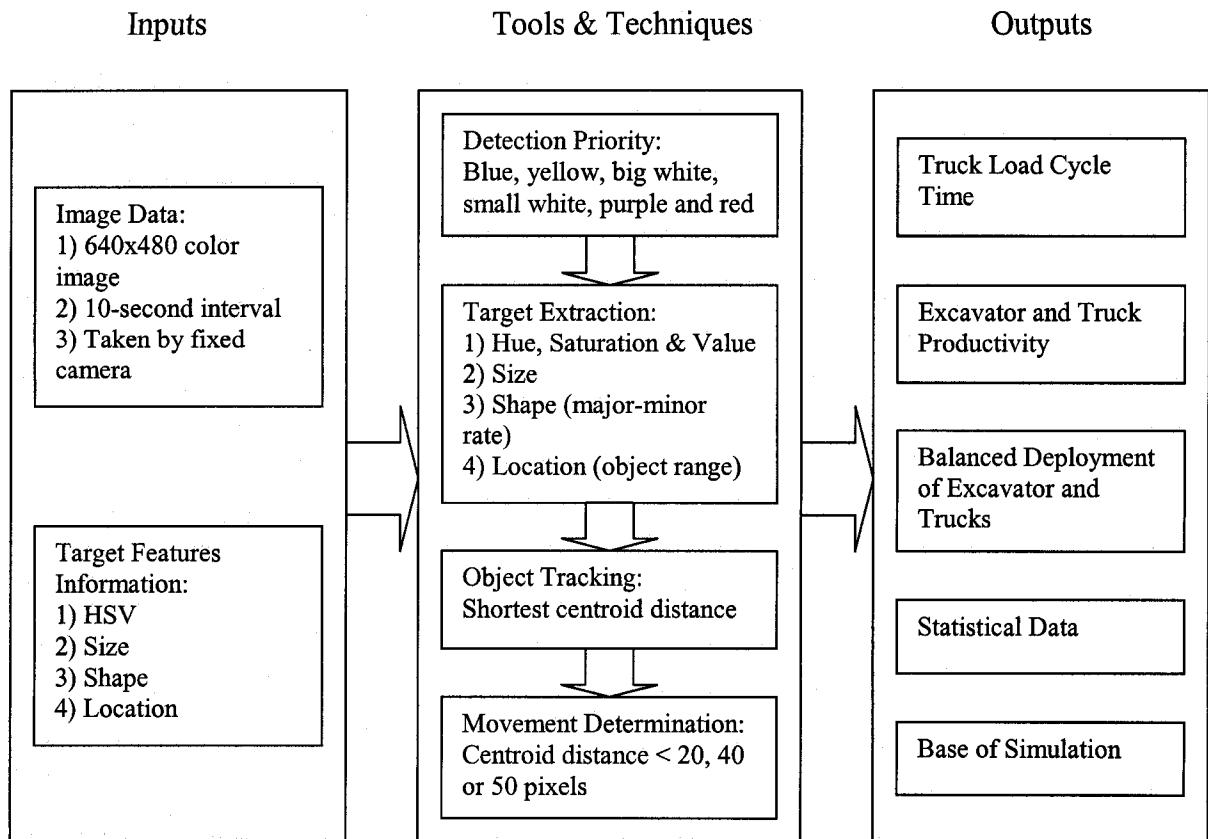 Inputs
Tools & Techniques
Outputs
Image Data:
1) 640x480 color
image
2) 10-second interval
3) Taken by fixed
camera
Target Features
Information:
1) HSV
2) Size
3) Shape
4) Location
Detection Priority:
Blue, yellow, big white,
small white, purple and red
Target Extraction:
1) Hue, Saturation & Value
2) Size
3) Shape (major-minor
rate)
4) Location (object range)
Object Tracking:
Shortest centroid distance
Movement Determination:
Centroid distance < 20, 40
or 50 pixels
Truck Load Cycle
Time
Excavator and Truck
Productivity
Balanced Deployment
of Excavator and
Trucks
Statistical Data
Base of Simulation